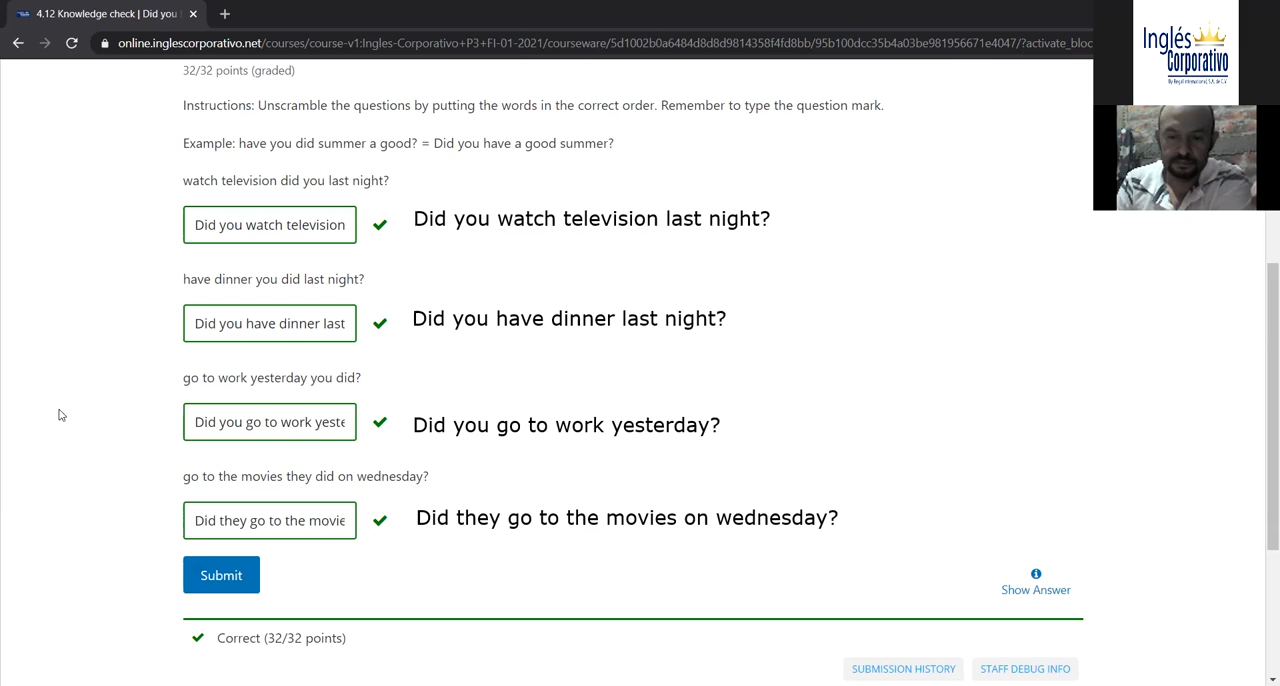 4.12 Knowledge check | Did you
online.inglescorporativo.net/courses/course-v1:Ingles-Corporativo+P3+FI-01-2021/courseware/5d1002b0a6484d8d8d9814358f4fd8bb/95b100dcc35b4a03be981956671e4047/?activate_bloc
Inglés
Corporativo
By Regal International, S.A. de C.V
32/32 points (graded)
Instructions: Unscramble the questions by putting the words in the correct order. Remember to type the question mark.
Example: have you did summer a good? = Did you have a good summer?
watch television did you last night?
Did you watch television Did you watch television last night?
have dinner you did last night?
Did you have dinner last Did you have dinner last night?
go to work yesterday you did?
Did you go to work yeste Did you go to work yesterday?
go to the movies they did on wednesday?
Did they go to the movie Did they go to the movies on wednesday?
Submit
Show Answer
Correct (32/32 points)
SUBMISSION HISTORY STAFF DEBUG INFO